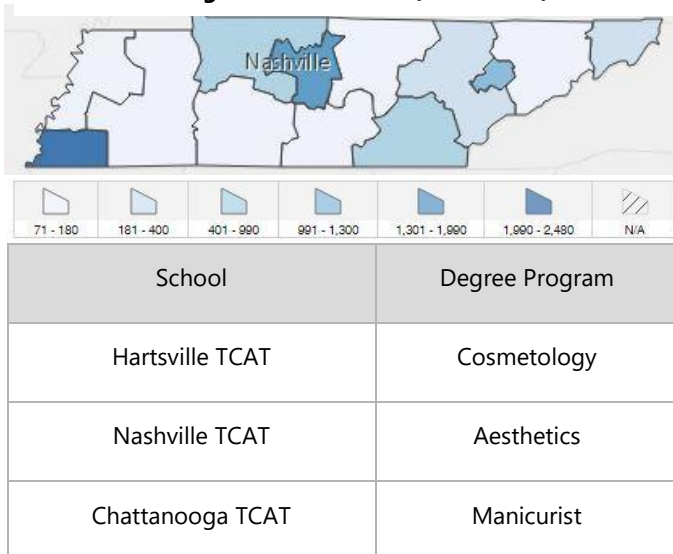 Nashville
71 - 180 181 - 400 401 - 990 991 - 1,300 1,301 - 1,990 1,990 - 2,480 N/A
School Degree Program
Hartsville TCAT Cosmetology
Nashville TCAT Aesthetics
Chattanooga TCAT Manicurist